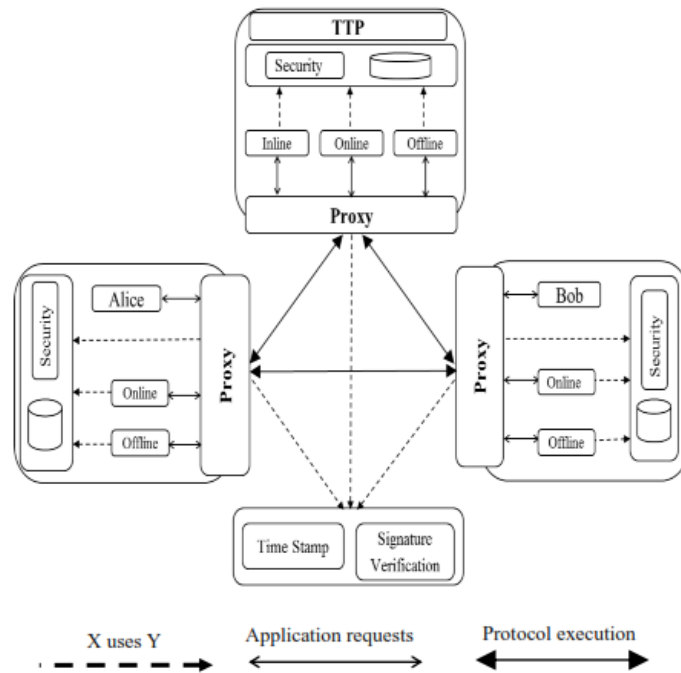 TTP
Security
Inline
Online
Offline
Proxy
Security
Alice
Online
Offline
Proxy
Proxy
Bob
Online
Offline
Security
Time Stamp
Signature
Verification
X uses Y
Application requests
Protocol execution